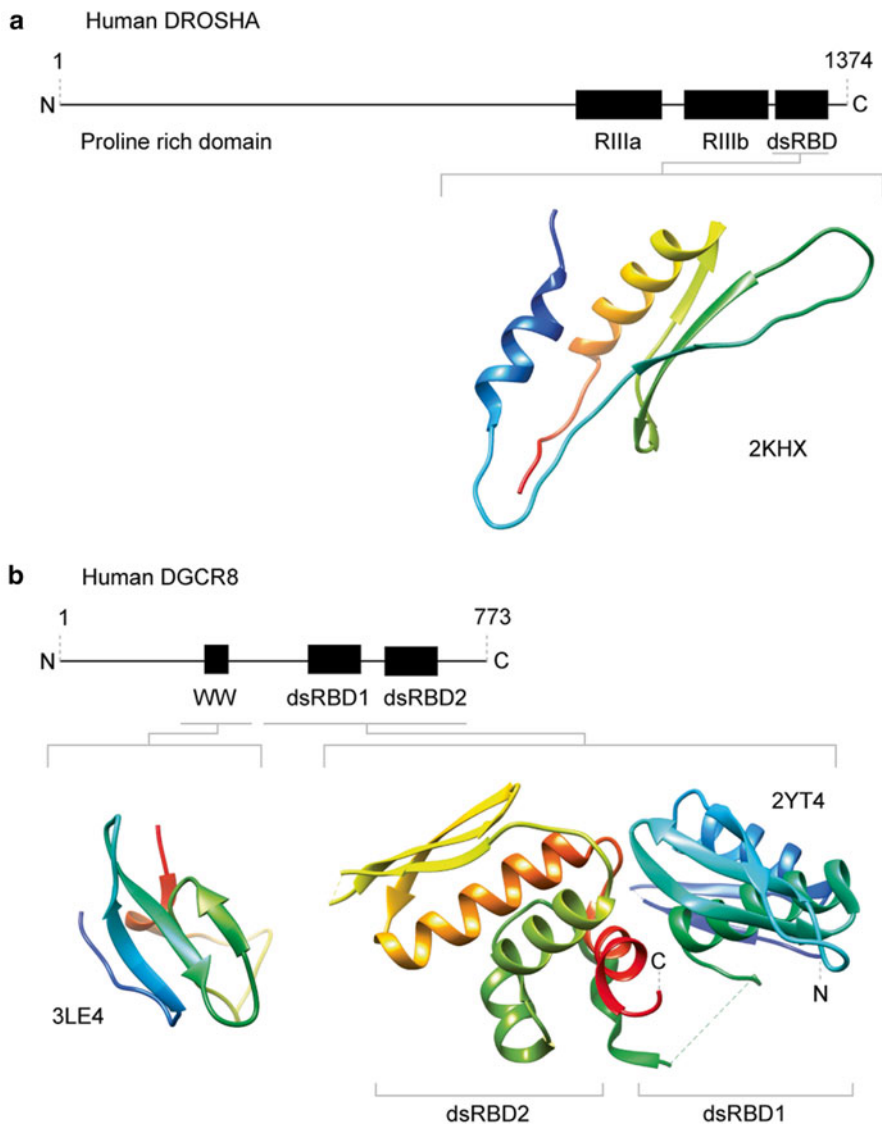 a Human DROSHA
1 1374
N C
Proline rich domain RIIIa RIIIb dsRBD
2KHX
b Human DGCR8
1 773
N C
WW dsRBD1 dsRBD2
2YT4
C
N
3LE4
dsRBD2 dsRBD1